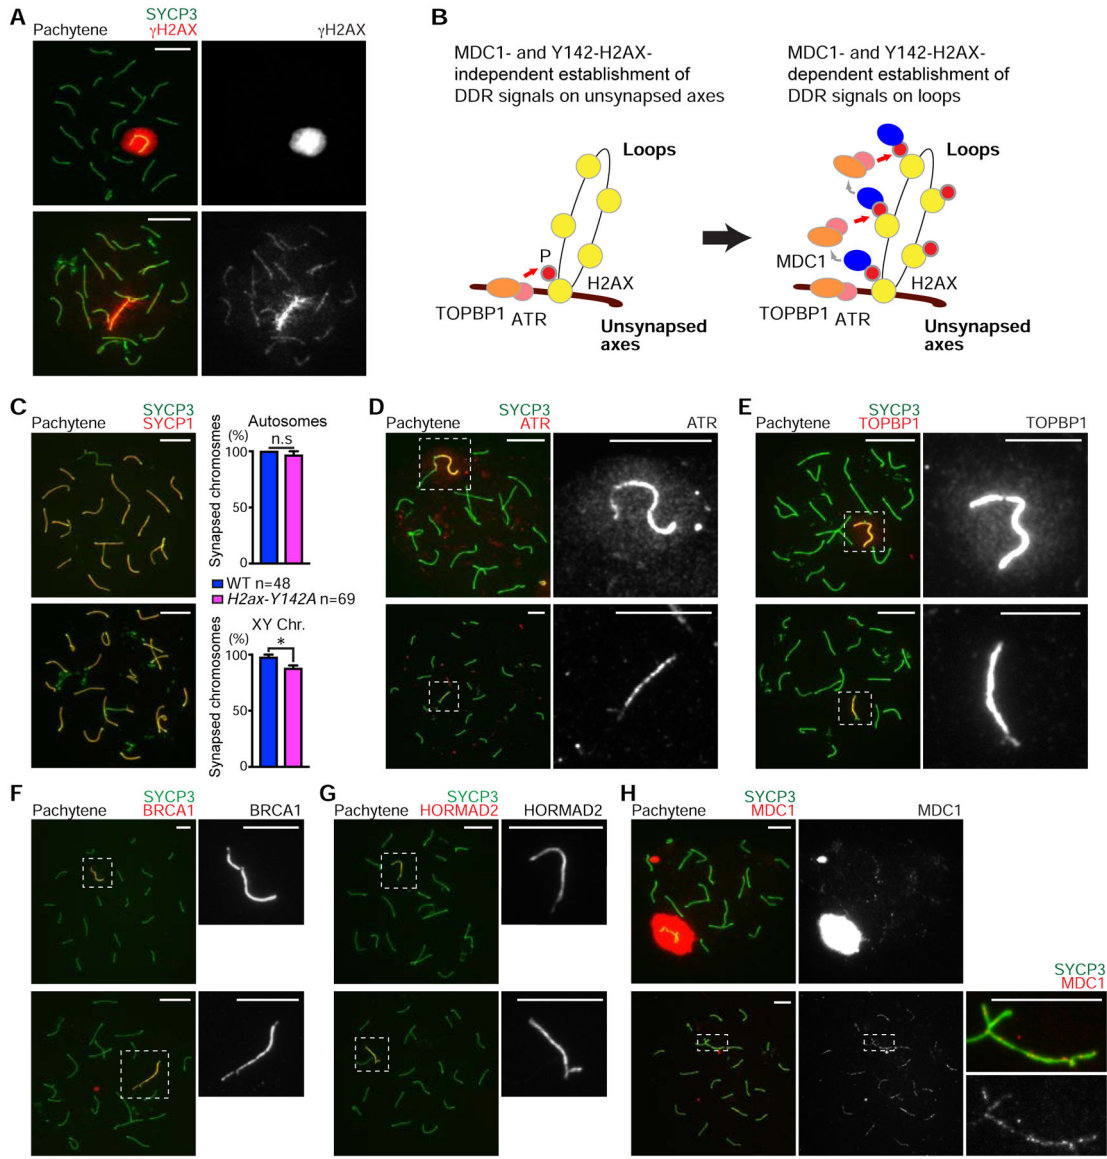 A
SYCP3
Pachytene γH2AX
γH2AX
B
MDC1- and Y142-H2AX-
independent establishment of
DDR signals on unsynapsed axes
MDC1- and Y142-H2AX-
dependent establishment of
DDR signals on loops
Loops
P
H2AX
TOPBP1
ATR
Unsynapsed
axes
Loops
MDC1
H2AX
TOPBP1
ATR
Unsynapsed
axes
C
SYCP3
Pachytene SYCP1
Autosomes
(%)
n.s
100
50
0
Synapsed chromosmes
WT n=48
H2ax-Y142A n=69
XY Chr.
(%)
*
100
50
0
Synapsed chromosomes
D
SYCP3
Pachytene ATR
ATR
E
SYCP3
Pachytene TOPBP1
TOPBP1
F
SYCP3
Pachytene BRCA1
BRCA1
G
SYCP3
Pachytene HORMAD2
HORMAD2
H
SYCP3
Pachytene MDC1
MDC1
SYCP3
MDC1